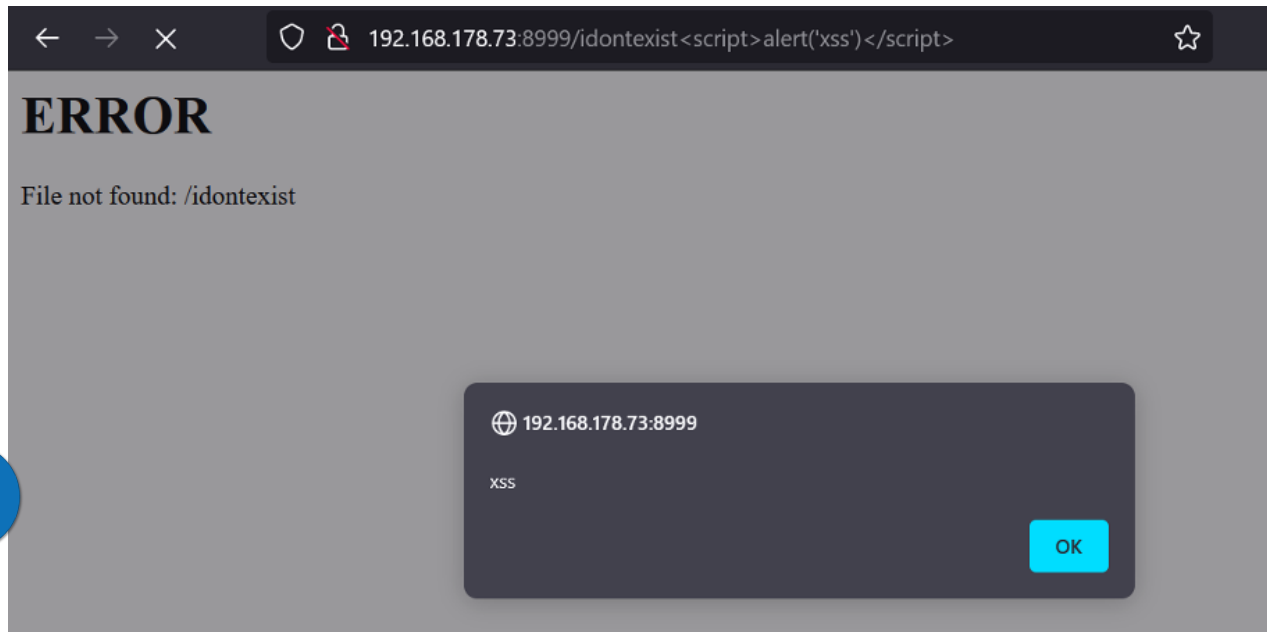 192.168.178.73:8999/idontexist<script>alert('xss')</script>
ERROR
File not found: /idontexist
192.168.178.73:8999
xss
OK